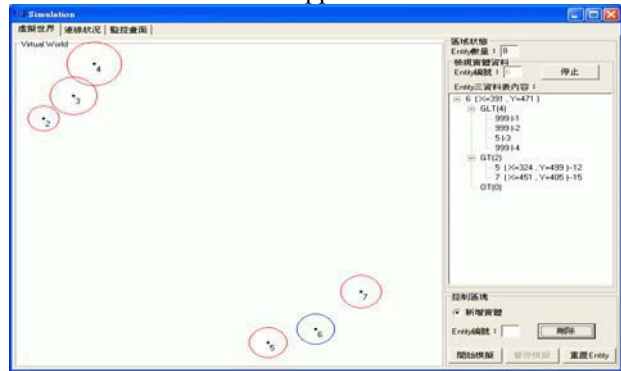 Simulation
虛擬世界 連線狀況 監控畫面
Virtual World
4
3
2
7
6
5
區域狀態
Entity數量：8
檢視實體資料
Entity編號：6 停止
Entity三資料表內容：
6 (X=391 , Y=471 )
GLT(4)
999 )-1
999 )-2
5 )-3
999 )-4
GT(2)
5 (X=324 , Y=499 )-12
7 (X=451 , Y=405 )-15
OT(0)
控制區塊
新增實體
Entity編號： 刪除
開始模擬 暫停模擬 重置Entity